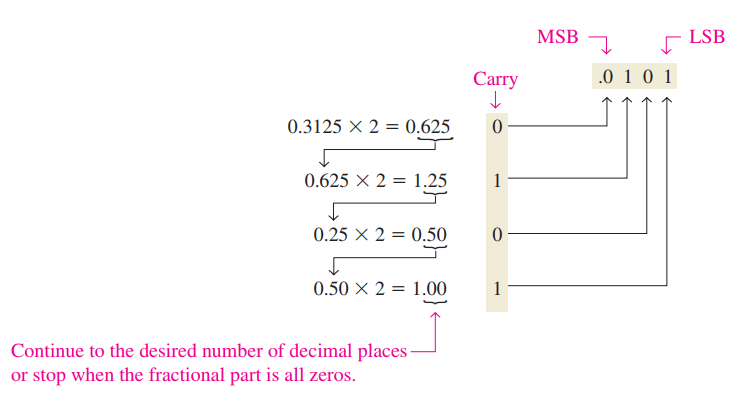 MSB LSB
.0 1 0 1
Carry
0.3125 × 2 = 0.625 0
0.625 × 2 = 1.25 1
0.25 × 2 = 0.50 0
0.50 × 2 = 1.00 1
Continue to the desired number of decimal places
or stop when the fractional part is all zeros.